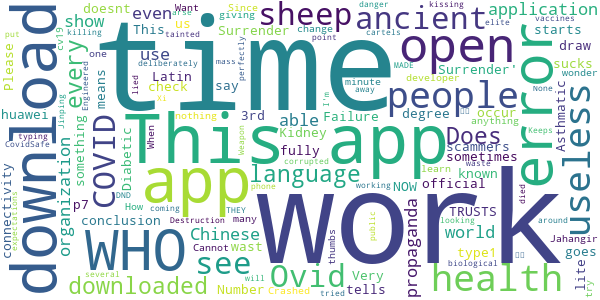 time
work
This app
app
download
WHO
open
error
people
ancient
sheep
health
useless
COVID
Ovid
see
language
downloaded
Does
every
show
even
use
application
starts
draw
sucks
wonder
Asthmatic
doesnt
Want
Since
giving
kissing
danger
elite
vaccines
cartels
change
point
us
This
one
killing
cv19
tainted
arse
put
Please
Surrender
deliberately
perfectly
mass
MADE
developer
minute
away
lied
Engineered
Latin
check
say
able
3rd
degree
occur
anything
None
Keeps
huawei
typing
CovidSafe
Jinping
means
nothing
When
Xi
I'm
Surrender'
Kidney
Failure
fully
sometimes
scammers
known
official
NOW
learn
waste
working
phone
corrupted
Weapon
Diabetic
something
organization
connectivity
p7
conclusion
How
DND
coming
THEY
Chinese
wast
Destruction
many
Cannot
Number
Crashed
several
expectations
will
tried
Very
tells
thumbs
propaganda
public
biological
world
type1
lite
goes
TRUSTS
looking
around
died
Jahangir
try